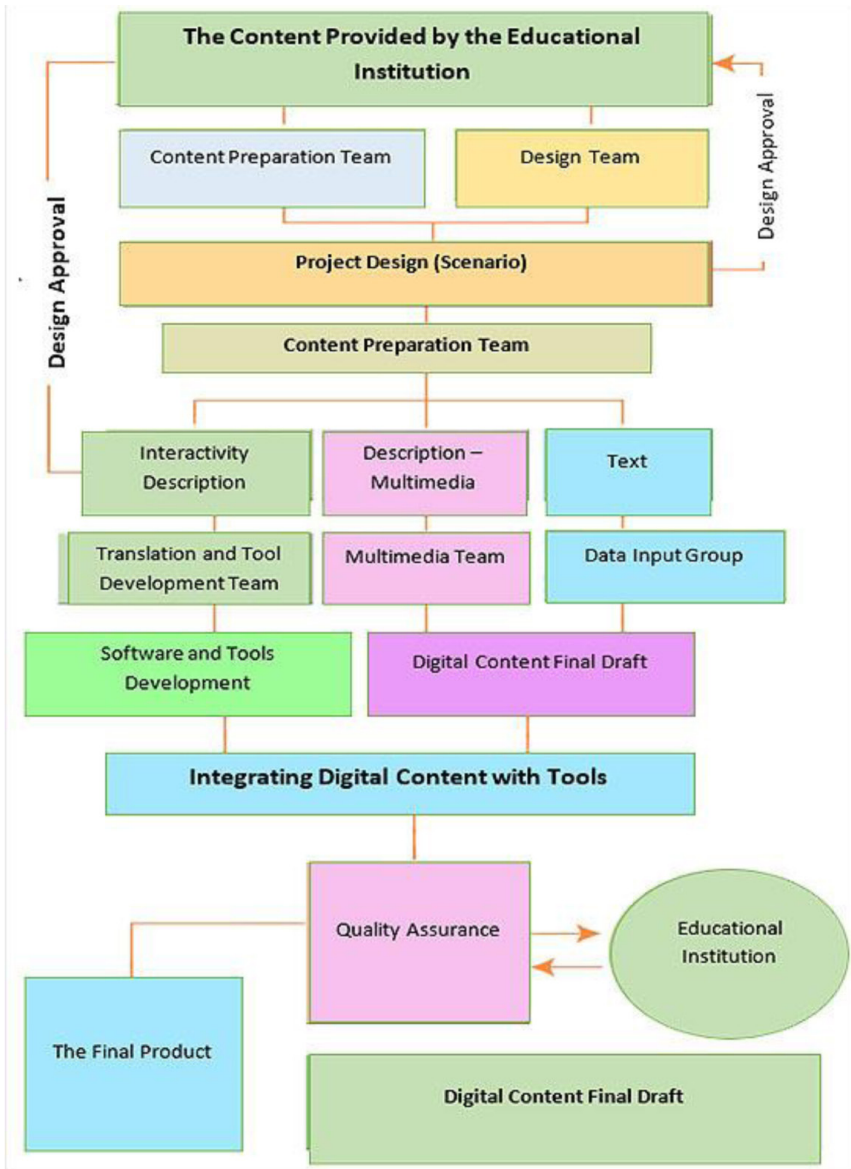 The Content Provided by the Educational
Institution
Design Approval
Design Approval
Content Preparation Team
Design Team
Project Design (Scenario)
Content Preparation Team
Interactivity
Description
Description –
Multimedia
Text
Translation and Tool
Development Team
Multimedia Team
Data Input Group
Software and Tools
Development
Digital Content Final Draft
Integrating Digital Content with Tools
Quality Assurance
Educational
Institution
The Final Product
Digital Content Final Draft